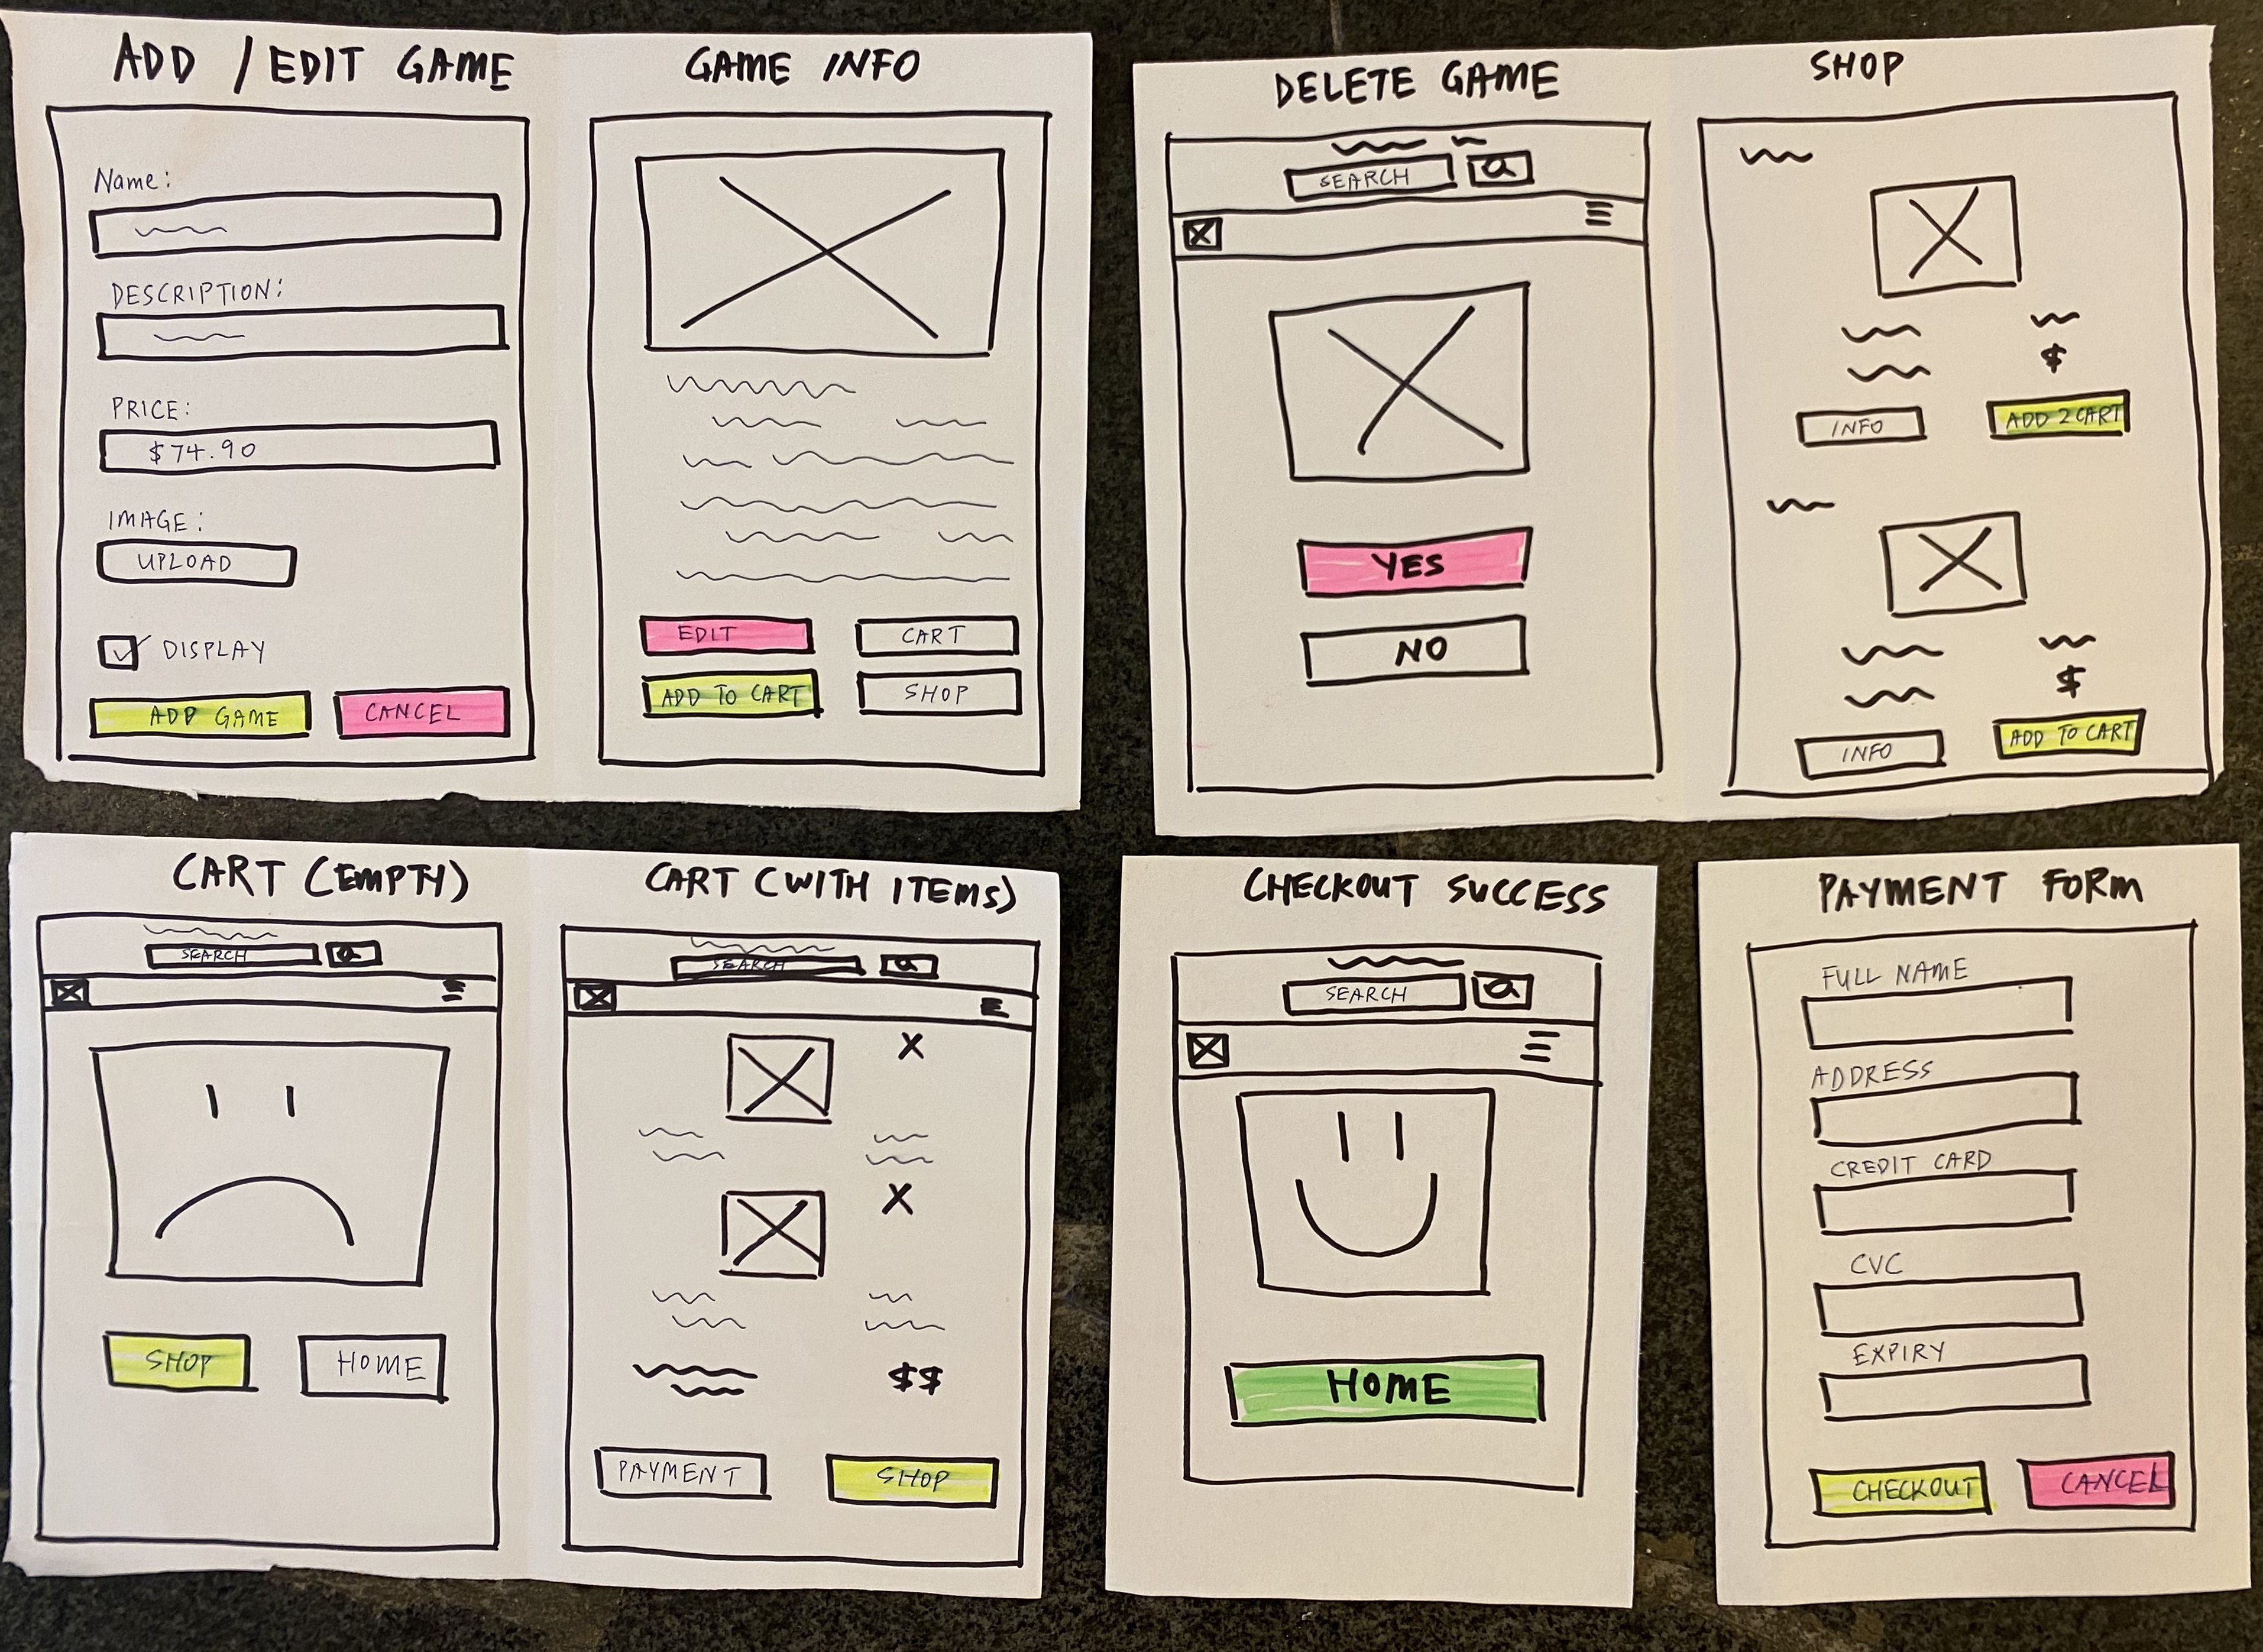 ADD / EDIT GAME
Name:
DESCRIPTION:
PRICE:
$74.90
IMAGE:
UPLOAD
DISPLAY
ADD GAME
CANCEL
GAME INFO
EDIT
CART
ADD TO CART
SHOP
DELETE GAME
SEARCH
YES
NO
SHOP
$
INFO
ADD 2 CART
$
INFO
ADD TO CART
CART (EMPTY)
SEARCH
SHOP
HOME
CART (WITH ITEMS)
SEARCH
X
X
$$
PAYMENT
SHOP
CHECKOUT SUCCESS
SEARCH
HOME
PAYMENT FORM
FULL NAME
ADDRESS
CREDIT CARD
CVC
EXPIRY
CHECKOUT
CANCEL